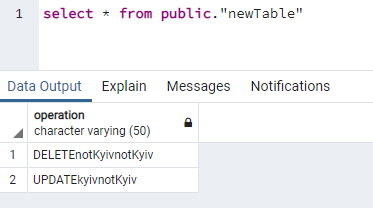 1 select * from public."newTable"
Data Output Explain Messages Notifications
operation
character varying (50)
1 DELETEnotKyivnotKyiv
2 UPDATEkyivnotKyiv